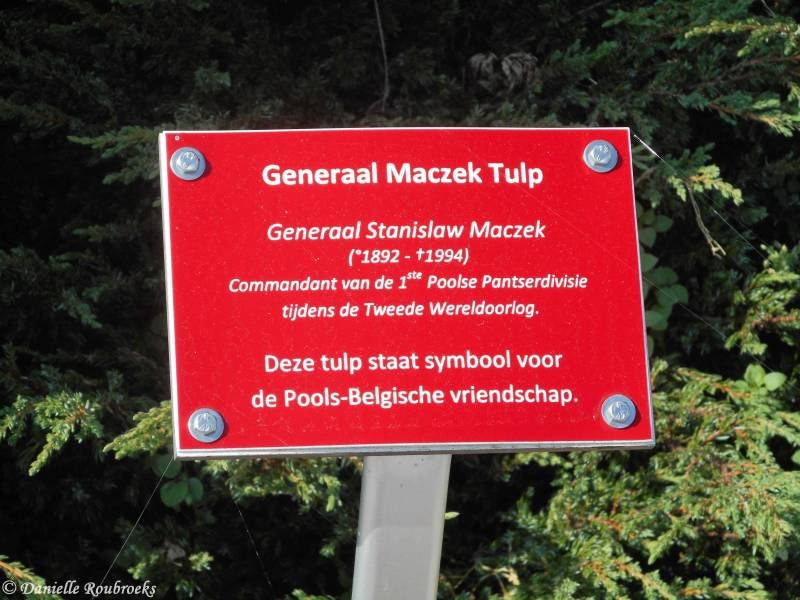 Generaal Maczek Tulp
Generaal Stanislaw Maczek
(°1892 - †1994)
Commandant van de 1ste Poolse Pantserdivisie
tijdens de Tweede Wereldoorlog.
Deze tulp staat symbool voor
de Pools-Belgische vriendschap.
© Danielle Roubroeks